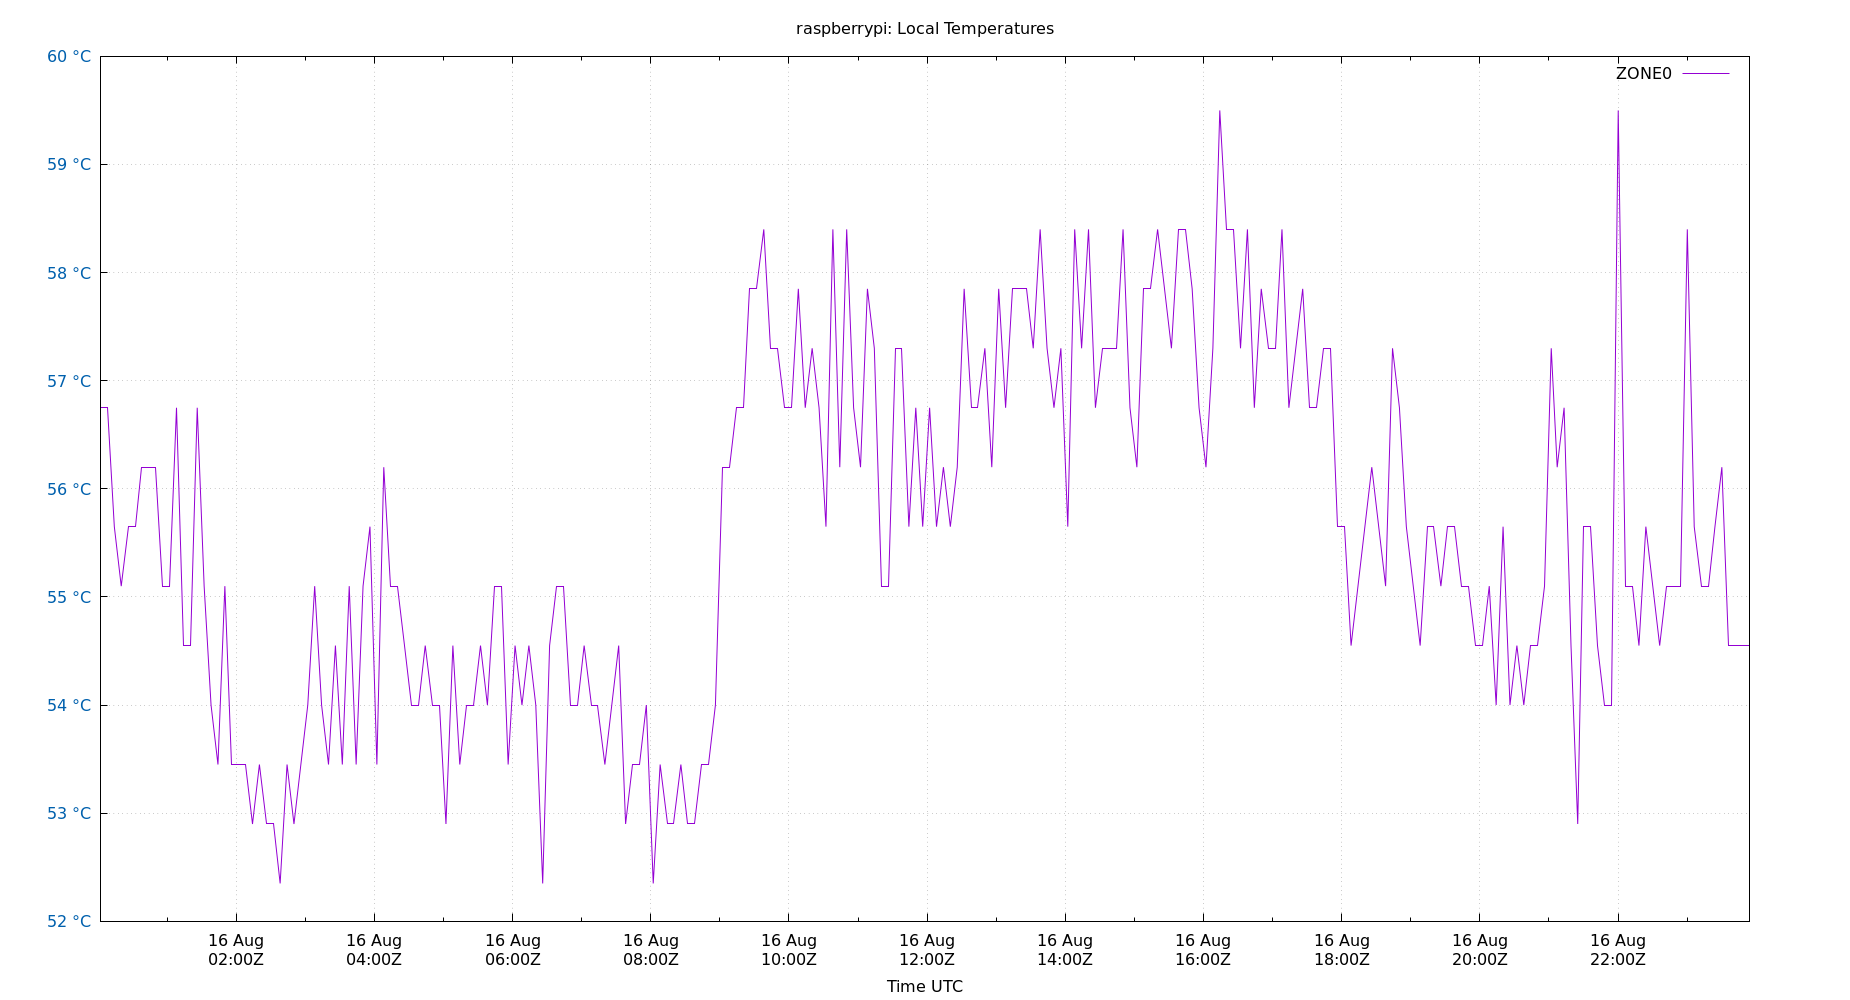 raspberrypi: Local Temperatures
60 °C
ZONE0
59 °C
58 °C
57 °C
56 °C
55 °C
54 °C
53 °C
52 °C
16 Aug 16 Aug 16 Aug 16 Aug 16 Aug 16 Aug 16 Aug 16 Aug 16 Aug 16 Aug 16 Aug
02:00Z 04:00Z 06:00Z 08:00Z 10:00Z 12:00Z 14:00Z 16:00Z 18:00Z 20:00Z 22:00Z
Time UTC